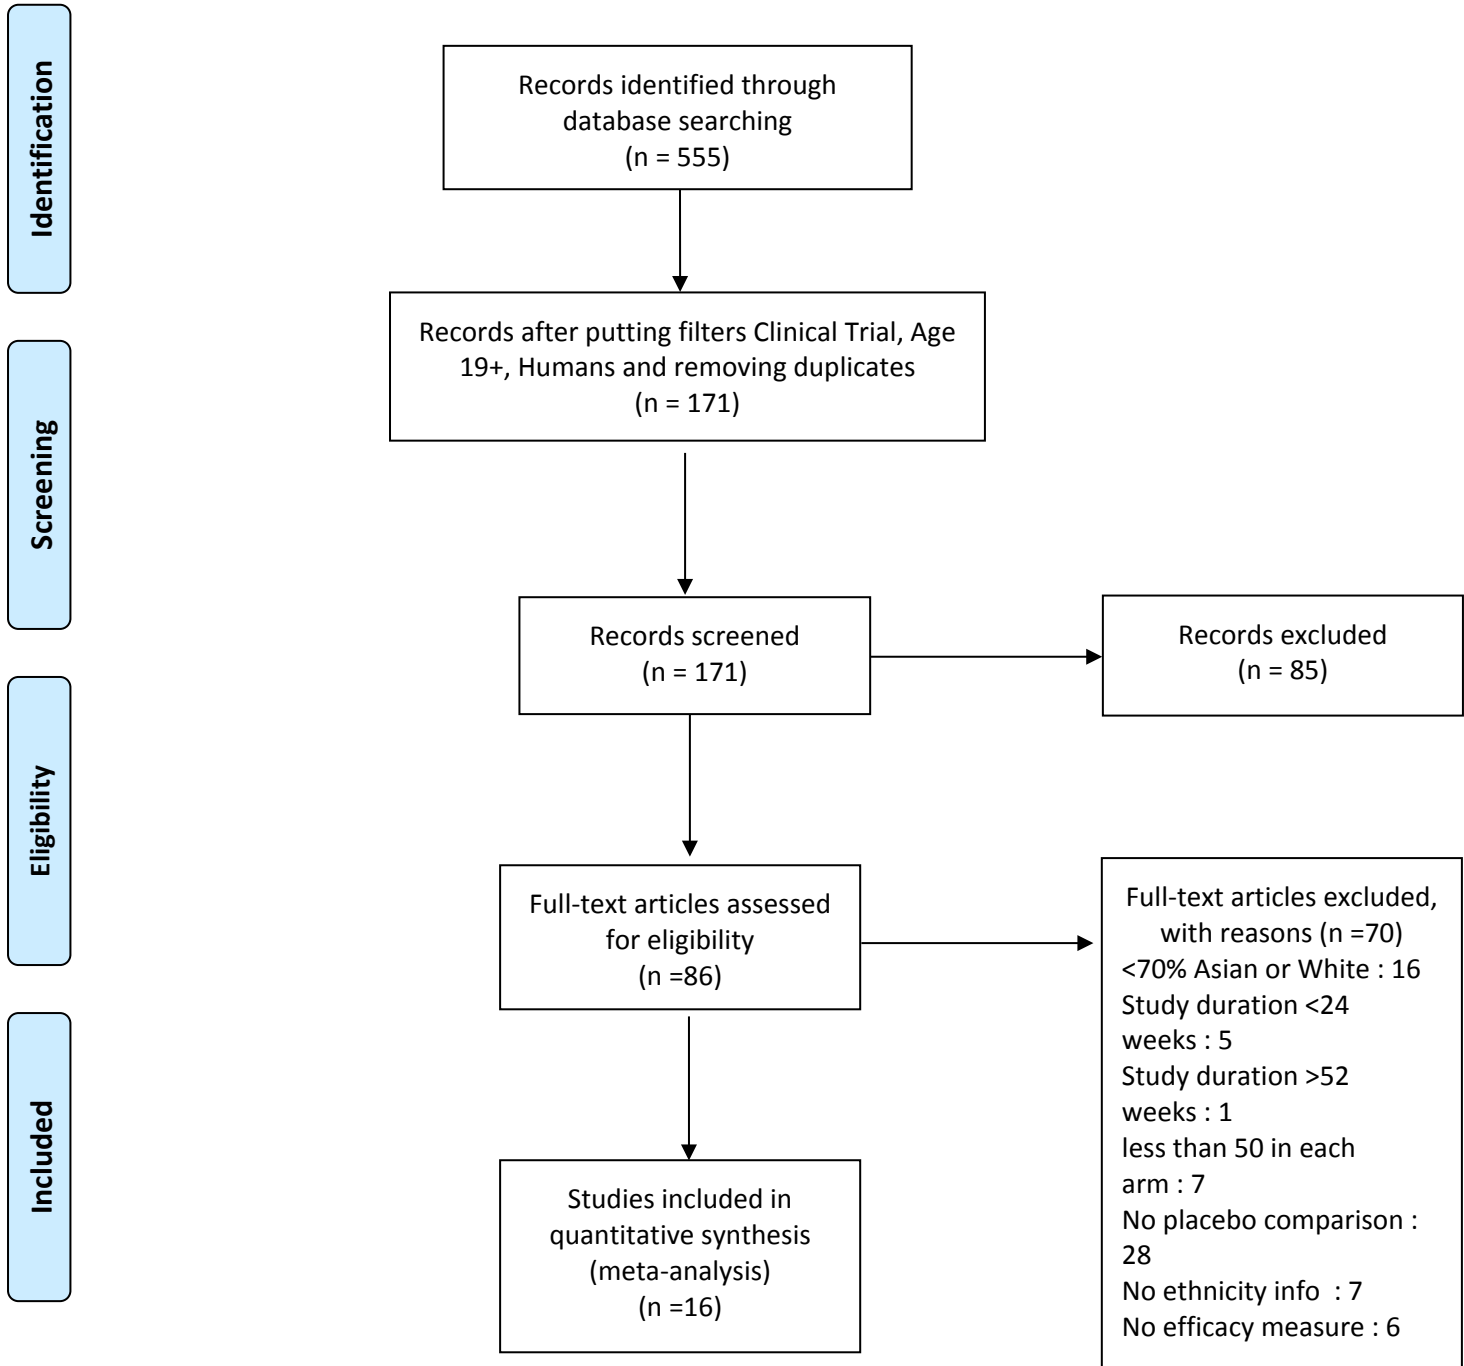 Identification
Records identified through
database searching
(n = 555)
Records after putting filters Clinical Trial, Age
19+, Humans and removing duplicates
(n = 171)
Screening
Records screened
(n = 171)
Records excluded
(n = 85)
Eligibility
Full-text articles assessed
for eligibility
(n =86)
Full-text articles excluded,
with reasons (n =70)
<70% Asian or White : 16
Study duration <24
weeks : 5
Study duration >52
weeks : 1
less than 50 in each
arm : 7
No placebo comparison :
28
No ethnicity info  : 7
No efficacy measure : 6
Included
Studies included in
quantitative synthesis
(meta-analysis)
(n =16)